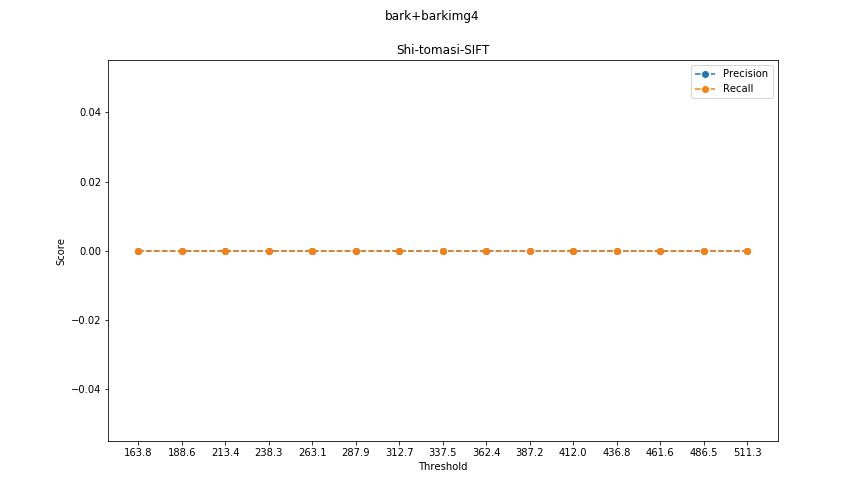 bark+barkimg4
Shi-tomasi-SIFT
Precision
Recall
0.04
0.02
0.00
−0.02
−0.04
Score
163.8 188.6 213.4 238.3 263.1 287.9 312.7 337.5 362.4 387.2 412.0 436.8 461.6 486.5 511.3
Threshold